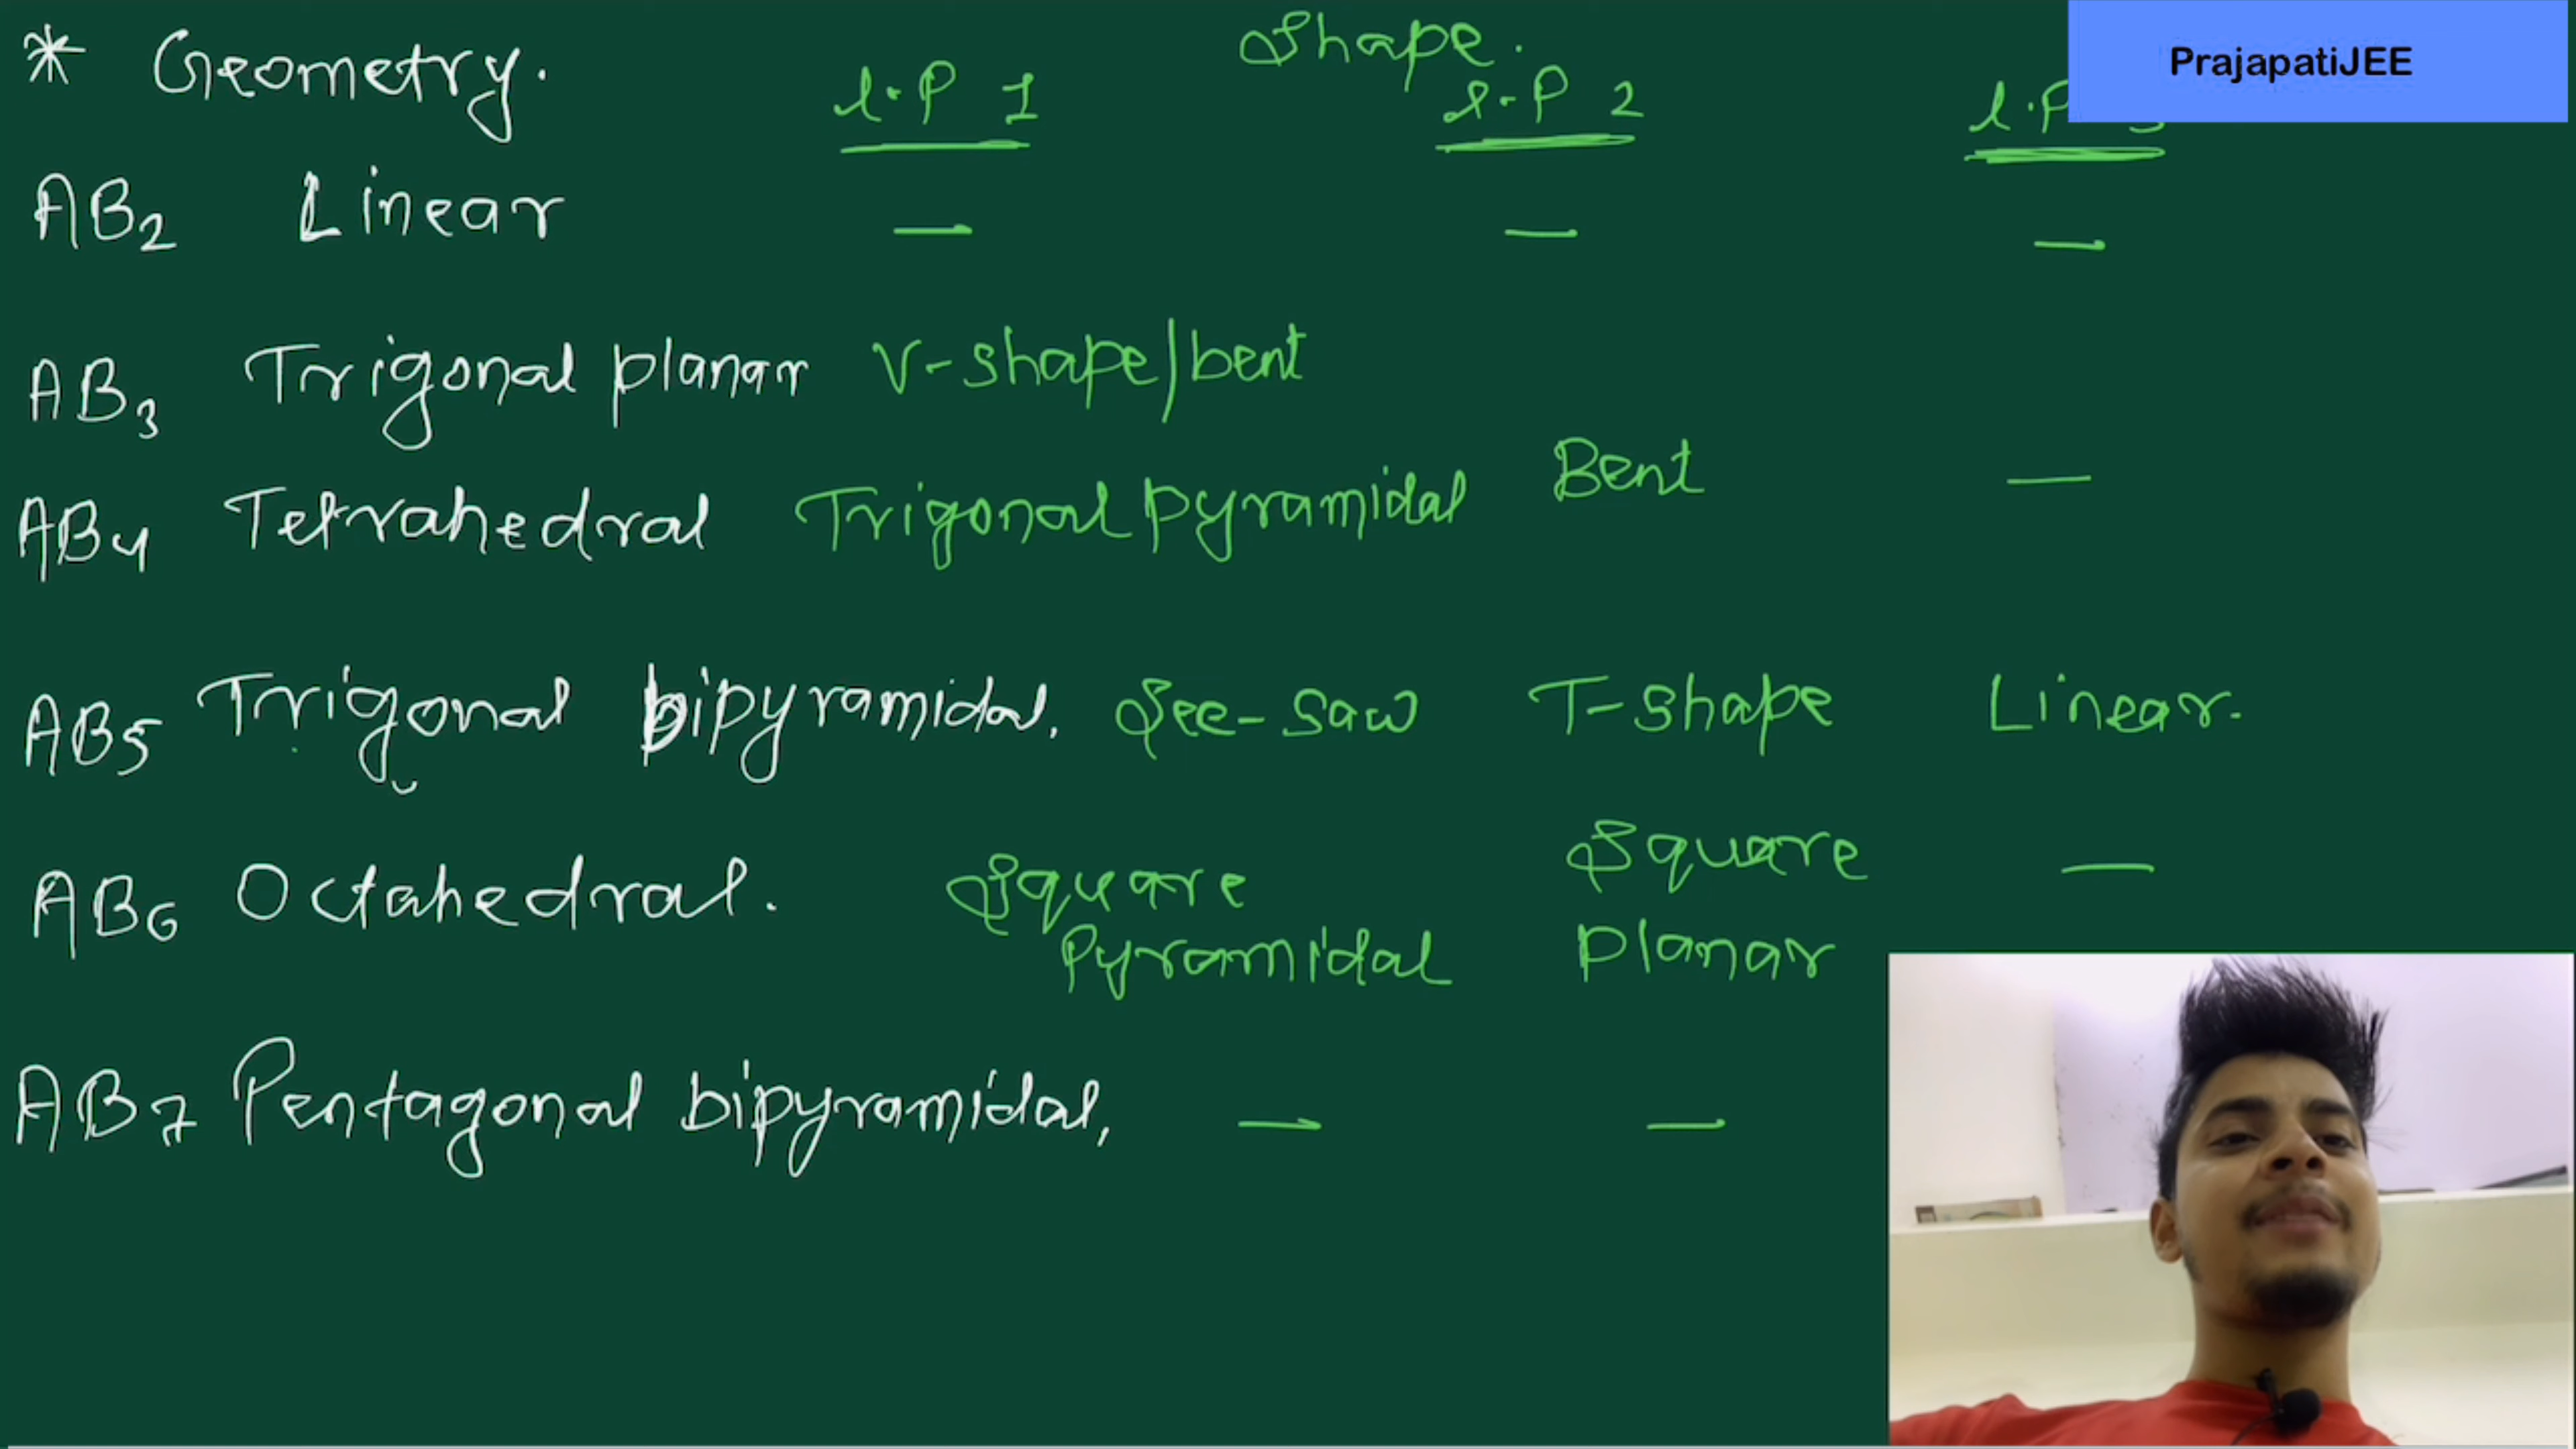 * Geometry. Shape.
PrajapatiJEE
l.P 1 l.P 2 l.P 3
AB2 Linear — — —
AB3 Trigonal planar V-shape/bent
AB4 Tetrahedral Trigonal pyramidal Bent —
AB5 Trigonal bipyramidal. See-saw T-shape Linear.
AB6 Octahedral. Square Pyramidal Square Planar —
AB7 Pentagonal bipyramidal, — —